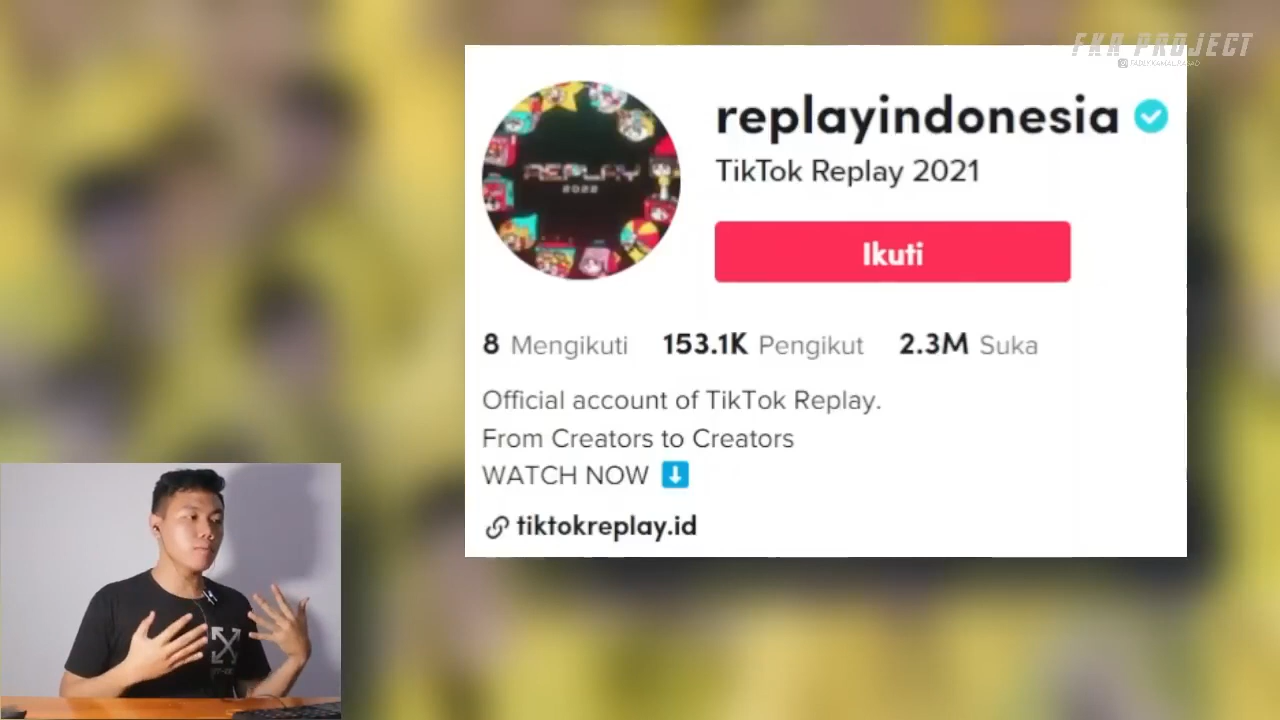 FKR PROJECT
replayindonesia
TikTok Replay 2021
REPLAY
2022
Ikuti
8 Mengikuti 153.1K Pengikut 2.3M Suka
Official account of TikTok Replay.
From Creators to Creators
WATCH NOW
tiktokreplay.id